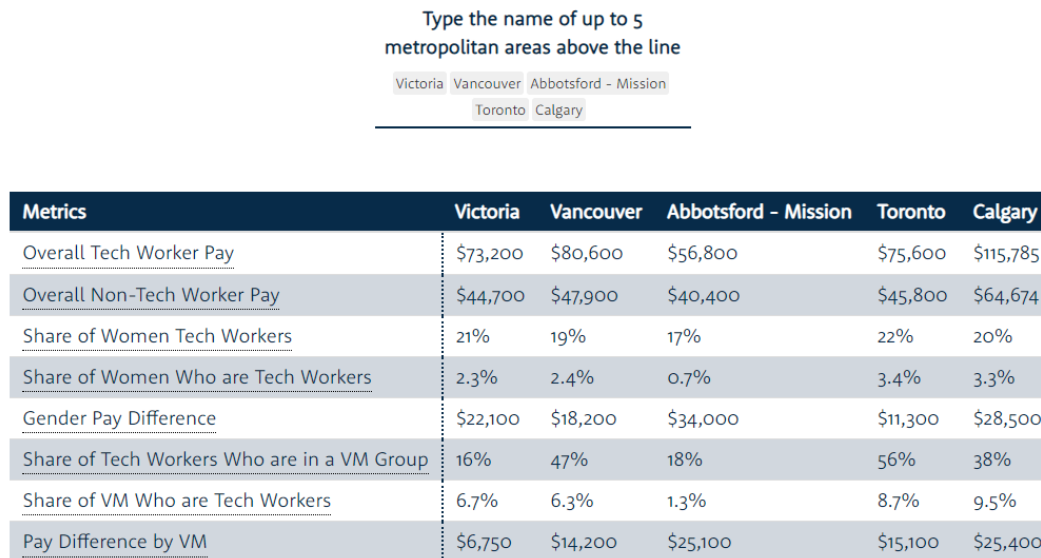 Type the name of up to 5
metropolitan areas above the line
Victoria Vancouver Abbotsford - Mission
Toronto Calgary
Metrics Victoria Vancouver Abbotsford - Mission Toronto Calgary
Overall Tech Worker Pay $73,200 $80,600 $56,800 $75,600 $115,785
Overall Non-Tech Worker Pay $44,700 $47,900 $40,400 $45,800 $64,674
Share of Women Tech Workers 21% 19% 17% 22% 20%
Share of Women Who are Tech Workers 2.3% 2.4% 0.7% 3.4% 3.3%
Gender Pay Difference $22,100 $18,200 $34,000 $11,300 $28,500
Share of Tech Workers Who are in a VM Group 16% 47% 18% 56% 38%
Share of VM Who are Tech Workers 6.7% 6.3% 1.3% 8.7% 9.5%
Pay Difference by VM $6,750 $14,200 $25,100 $15,100 $25,400